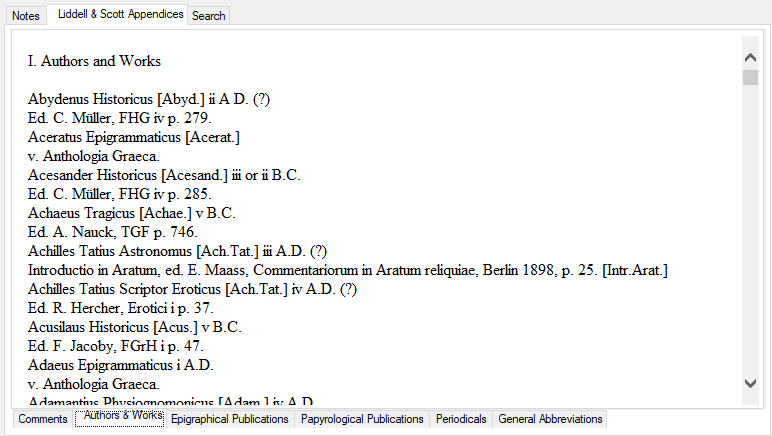 Notes
Liddell & Scott Appendices
Search
I. Authors and Works
Abydenus Historicus [Abyd.] ii A D. (?)
Ed. C. Müller, FHG iv p. 279.
Aceratus Epigrammaticus [Acerat.]
v. Anthologia Graeca.
Acesander Historicus [Acesand.] iii or ii B.C.
Ed. C. Müller, FHG iv p. 285.
Achaeus Tragicus [Achae.] v B.C.
Ed. A. Nauck, TGF p. 746.
Achilles Tatius Astronomus [Ach.Tat.] iii A.D. (?)
Introductio in Aratum, ed. E. Maass, Commentariorum in Aratum reliquiae, Berlin 1898, p. 25. [Intr.Arat.]
Achilles Tatius Scriptor Eroticus [Ach.Tat.] iv A.D. (?)
Ed. R. Hercher, Erotici i p. 37.
Acusilaus Historicus [Acus.] v B.C.
Ed. F. Jacoby, FGrH i p. 47.
Adaeus Epigrammaticus i A.D.
v. Anthologia Graeca.
Adamantius Physiognomonicus [Adam.] iv A.D.
Comments
Authors & Works
Epigraphical Publications
Papyrological Publications
Periodicals
General Abbreviations